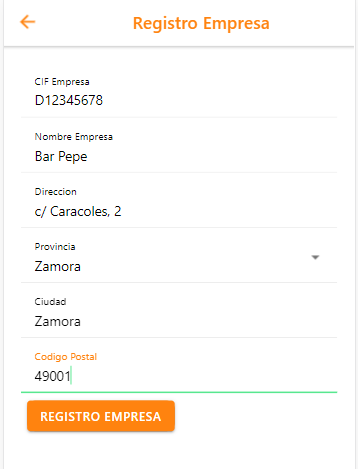 Registro Empresa
CIF Empresa
D12345678
Nombre Empresa
Bar Pepe
Direccion
c/ Caracoles, 2
Provincia
Zamora
Ciudad
Zamora
Codigo Postal
49001
REGISTRO EMPRESA